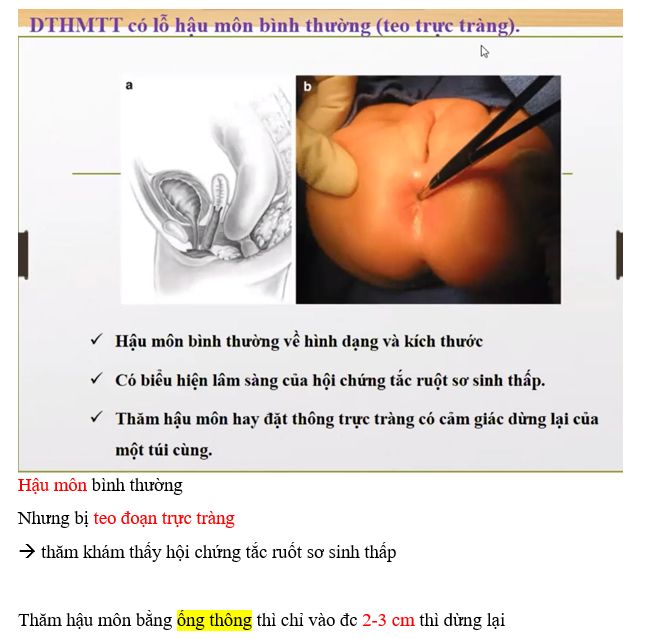 DTHMTT có lỗ hậu môn bình thường (teo trực tràng).
a
b
✓ Hậu môn bình thường về hình dạng và kích thước
✓ Có biểu hiện lâm sàng của hội chứng tắc ruột sơ sinh thấp.
✓ Thăm hậu môn hay đặt thông trực tràng có cảm giác dừng lại của
một túi cùng.
Hậu môn bình thường
Nhưng bị teo đoạn trực tràng
→ thăm khám thấy hội chứng tắc ruốt sơ sinh thấp
Thăm hậu môn bằng ống thông thì chỉ vào đc 2-3 cm thì dừng lại